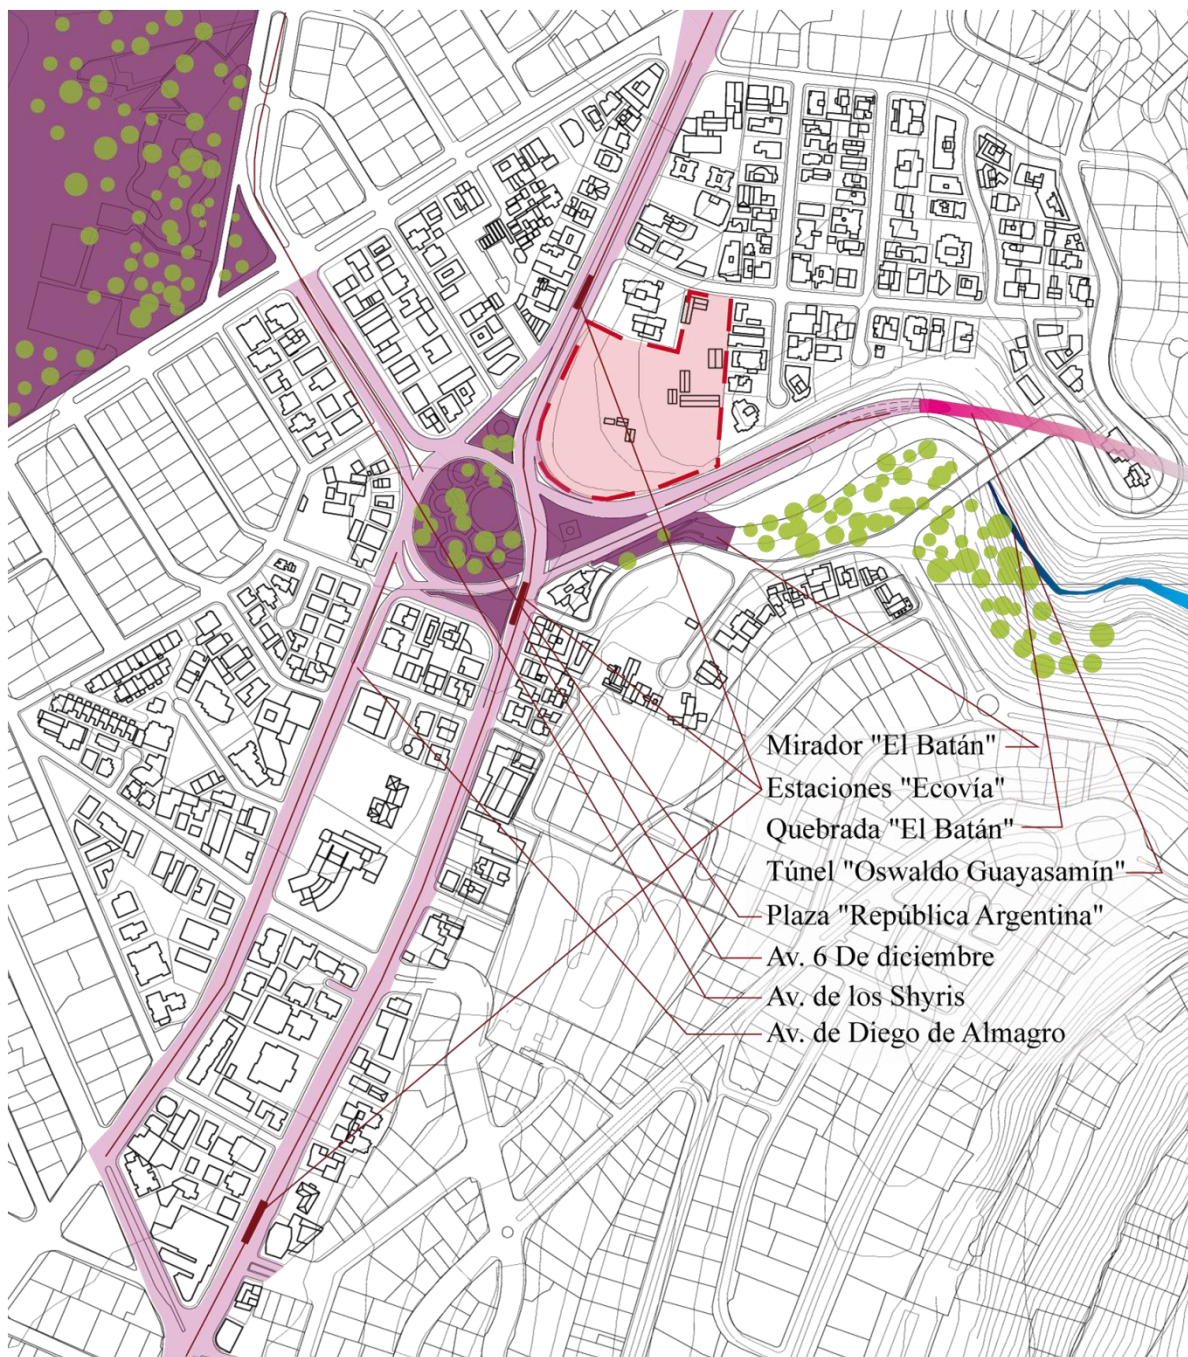 Mirador "El Batán"
Estaciones "Ecovía"
Quebrada "El Batán"
Túnel "Oswaldo Guayasamín"
Plaza "República Argentina"
Av. 6 De diciembre
Av. de los Shyris
Av. de Diego de Almagro